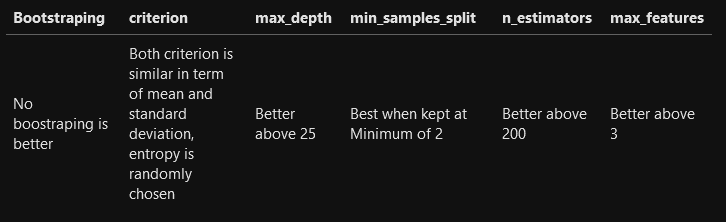 Bootstraping criterion max_depth min_samples_split n_estimators max_features
No
boostraping is
better
Both criterion is
similar in term
of mean and
standard
deviation,
entropy is
randomly
chosen
Better
above 25
Best when kept at
Minimum of 2
Better above
200
Better above
3